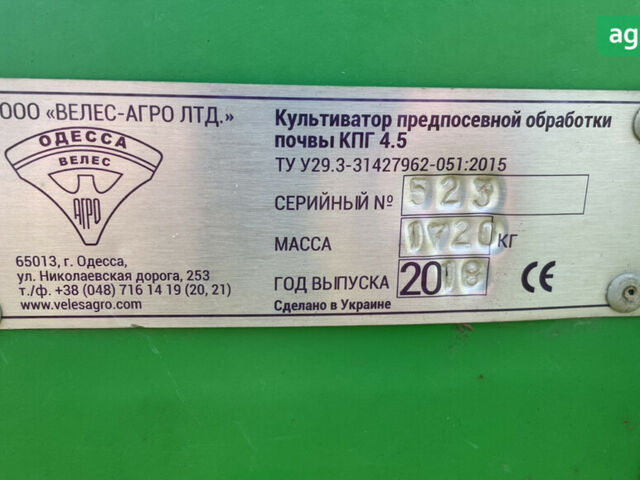 ag
ООО «ВЕЛЕС-АГРО ЛТД.»
ОДЕССА
ВЕЛЕС
АГРО
65013, г. Одесса,
ул. Николаевская дорога, 253
т./ф. +38 (048) 716 14 19 (20, 21)
www.velesagro.com
Культиватор предпосевной обработки
почвы КПГ 4.5
ТУ У29.3-31427962-051:2015
СЕРИЙНЫЙ № 523
МАССА 1720 КГ
ГОД ВЫПУСКА 2018 CE
Сделано в Украине